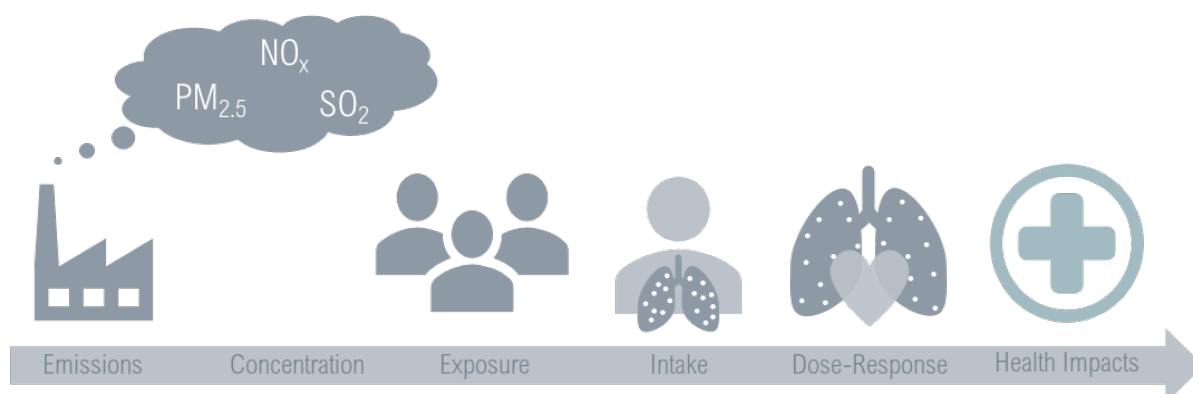 NOx
PM2.5
SO2
Emissions
Concentration
Exposure
Intake
Dose-Response
Health Impacts